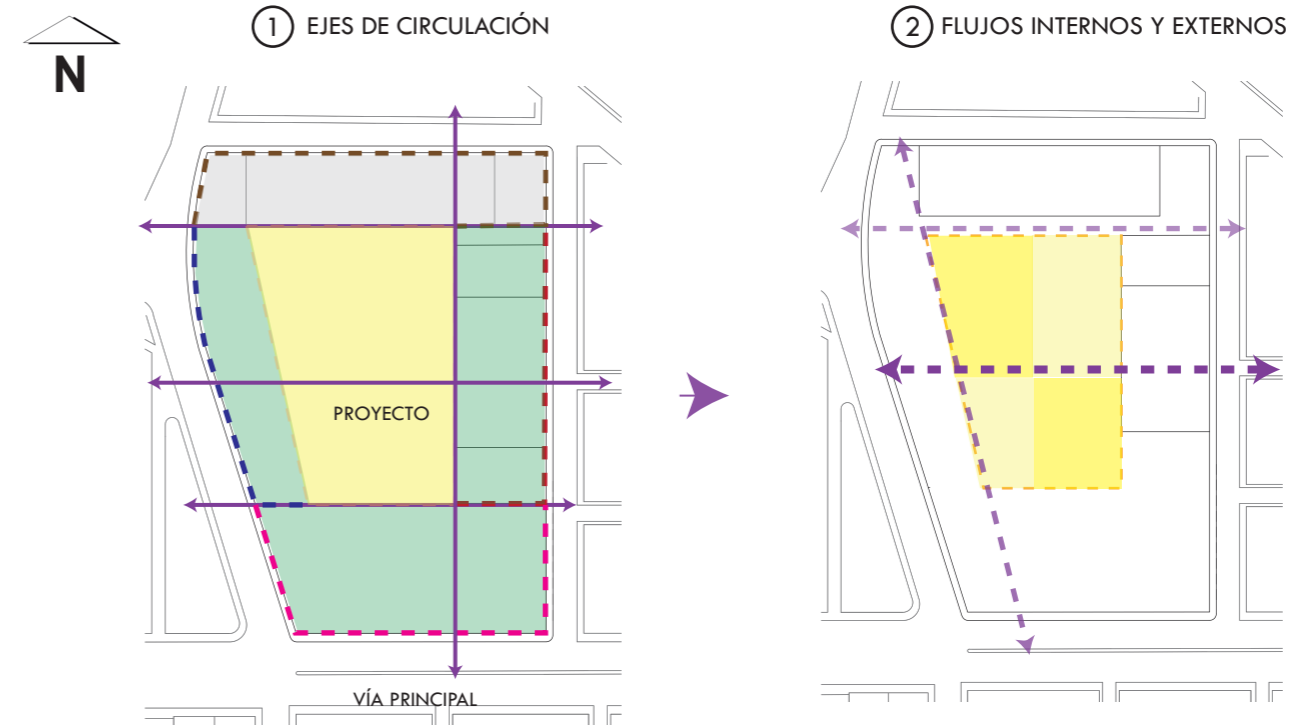 1 EJES DE CIRCULACIÓN
2 FLUJOS INTERNOS Y EXTERNOS
N
PROYECTO
VÍA PRINCIPAL